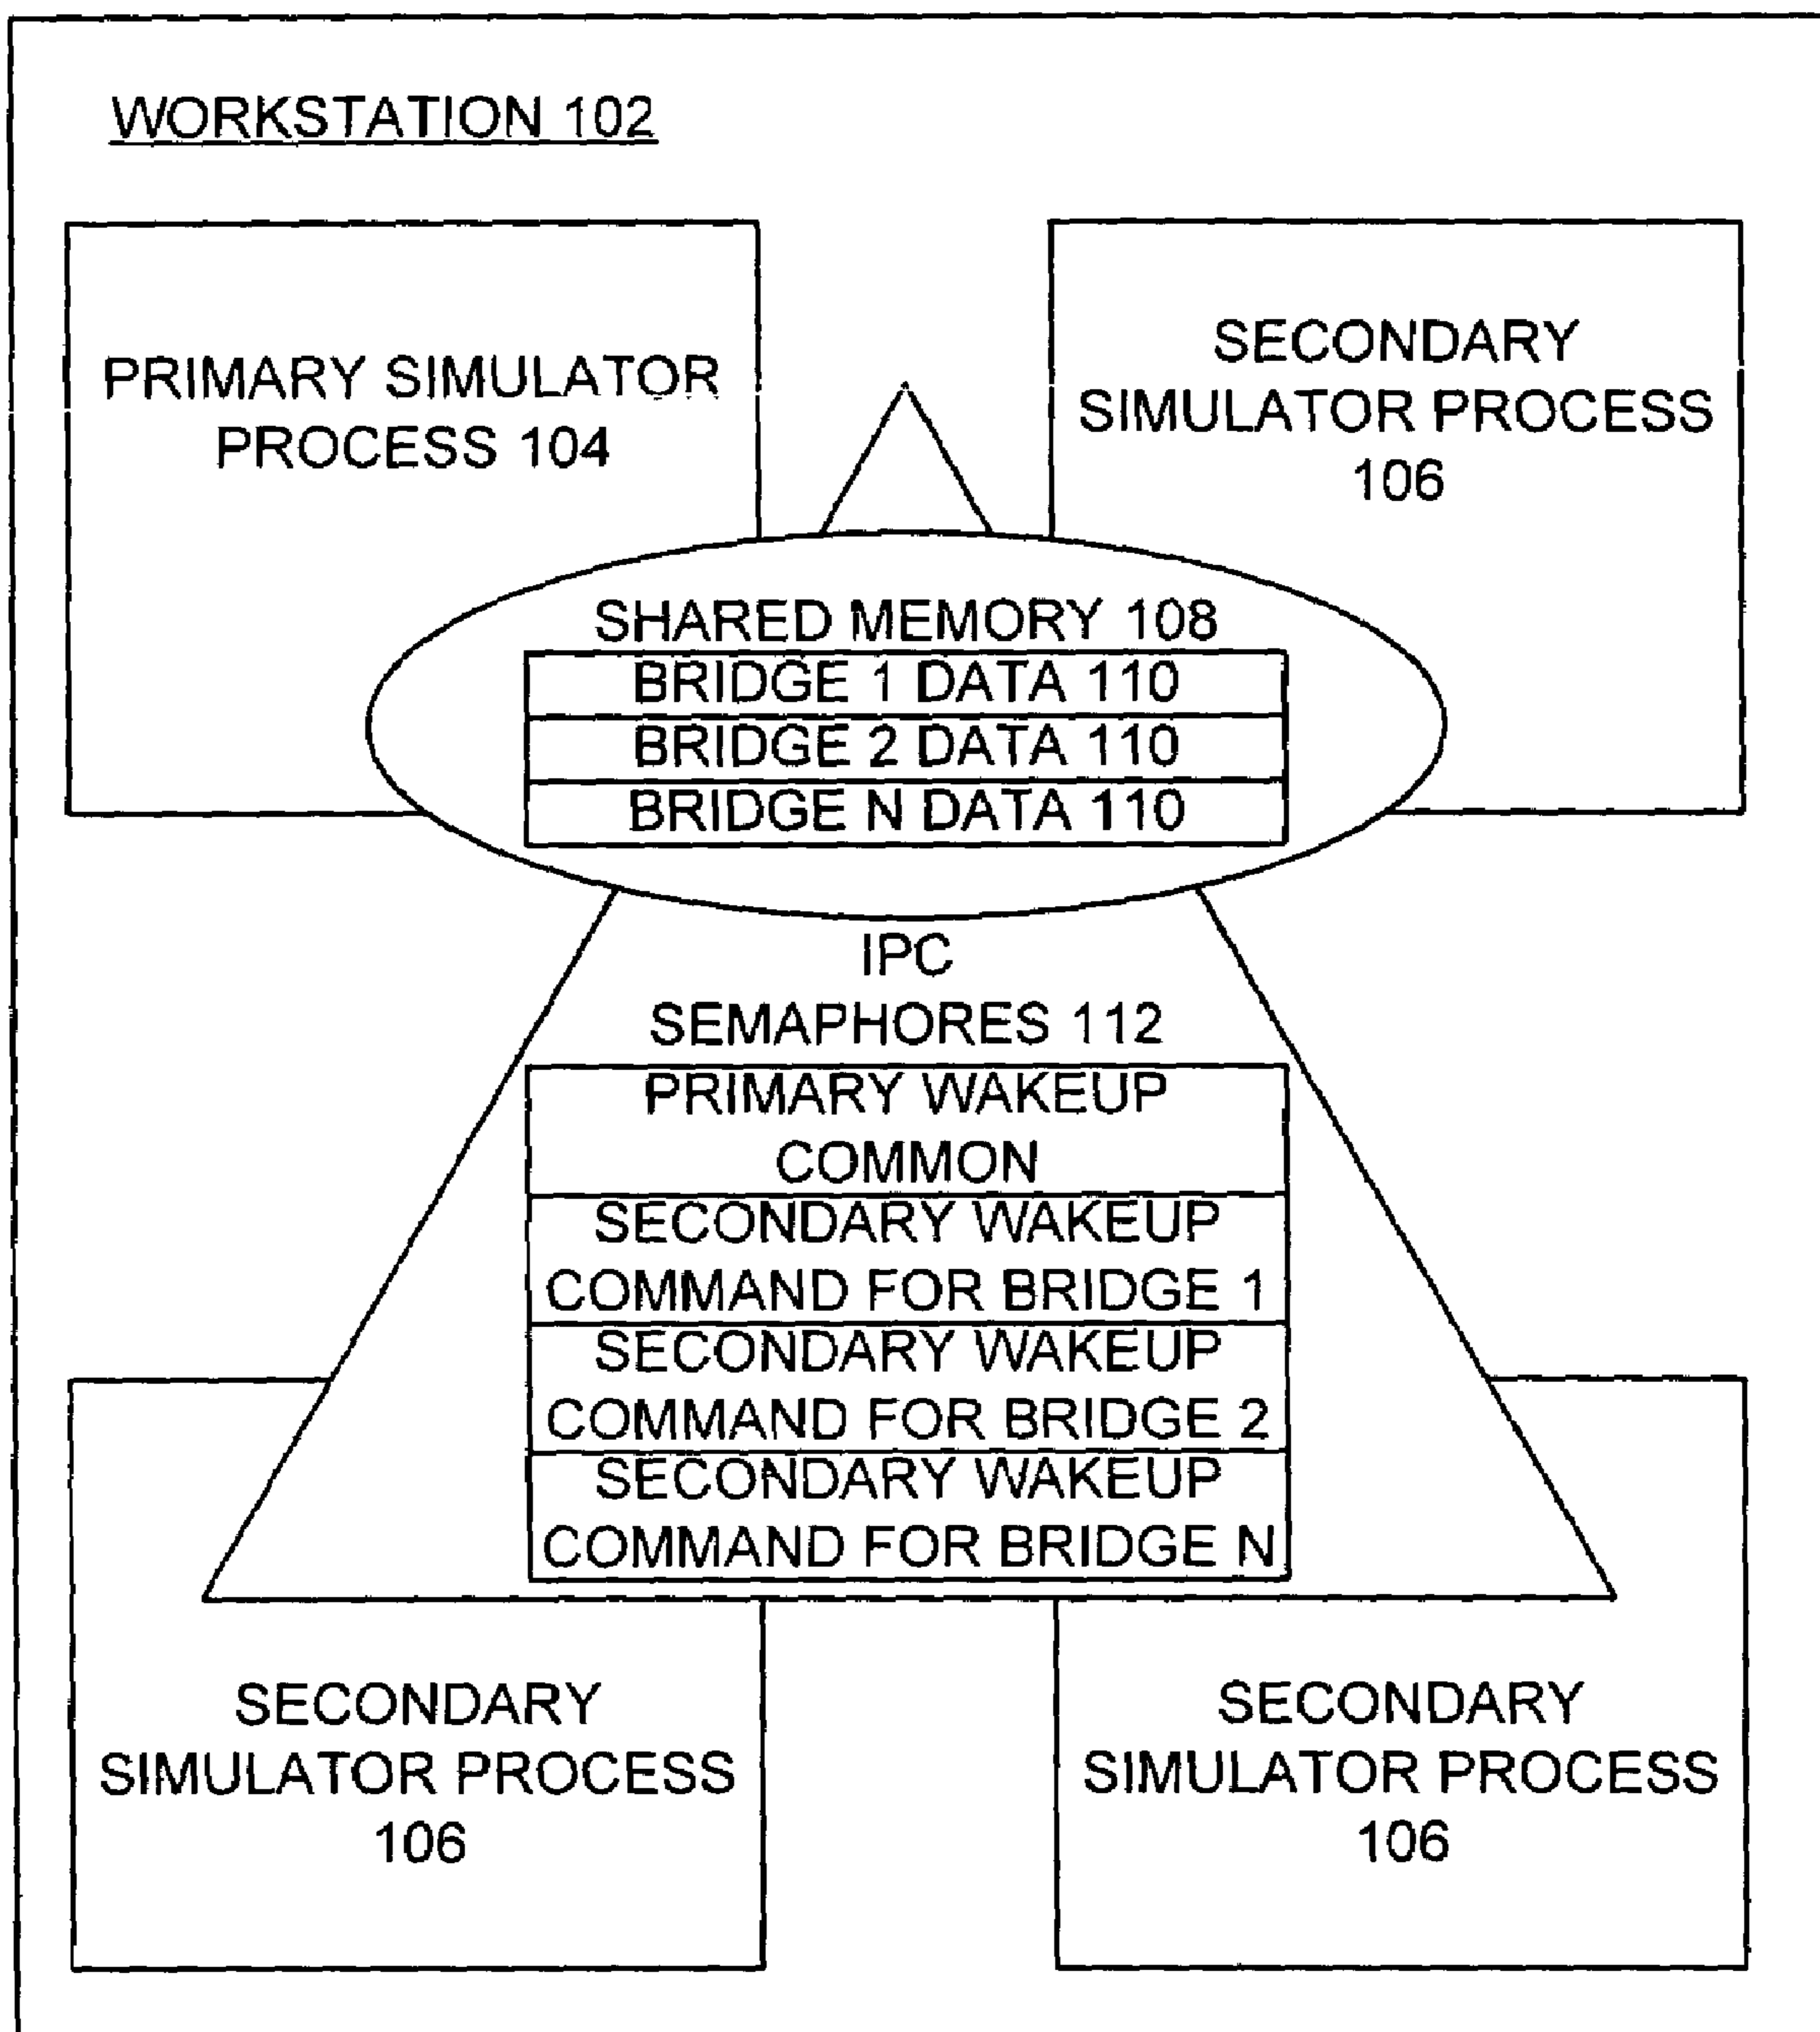 WORKSTATION 102
PRIMARY SIMULATOR
PROCESS 104
SECONDARY
SIMULATOR PROCESS
106
SHARED MEMORY 108
BRIDGE 1 DATA 110
BRIDGE 2 DATA 110
BRIDGE N DATA 110
IPC
SEMAPHORES 112
PRIMARY WAKEUP
COMMON
SECONDARY WAKEUP
COMMAND FOR BRIDGE 1
SECONDARY WAKEUP
COMMAND FOR BRIDGE 2
SECONDARY WAKEUP
COMMAND FOR BRIDGE N
SECONDARY
SIMULATOR PROCESS
106
SECONDARY
SIMULATOR PROCESS
106